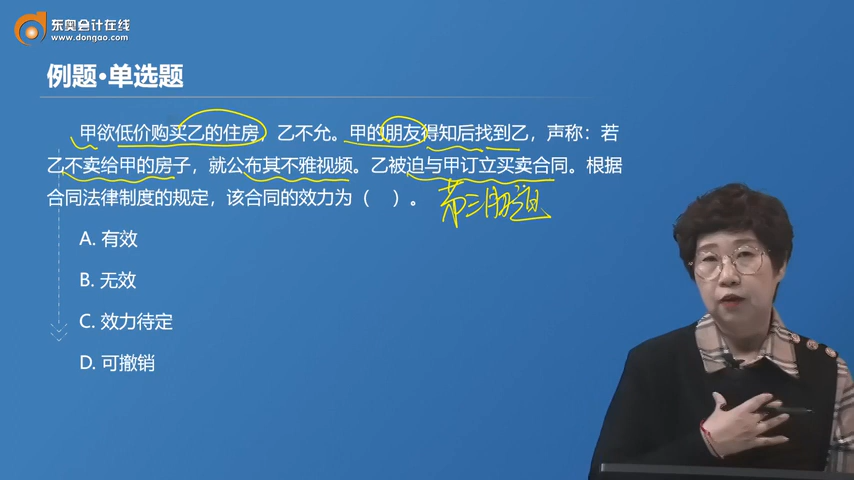 东奥会计在线
www.dongao.com
例题•单选题
甲欲低价购买乙的住房，乙不允。甲的朋友得知后找到乙，声称：若
乙不卖给甲的房子，就公布其不雅视频。乙被迫与甲订立买卖合同。根据
合同法律制度的规定，该合同的效力为（ ）。
第三胁迫
A. 有效
B. 无效
C. 效力待定
D. 可撤销